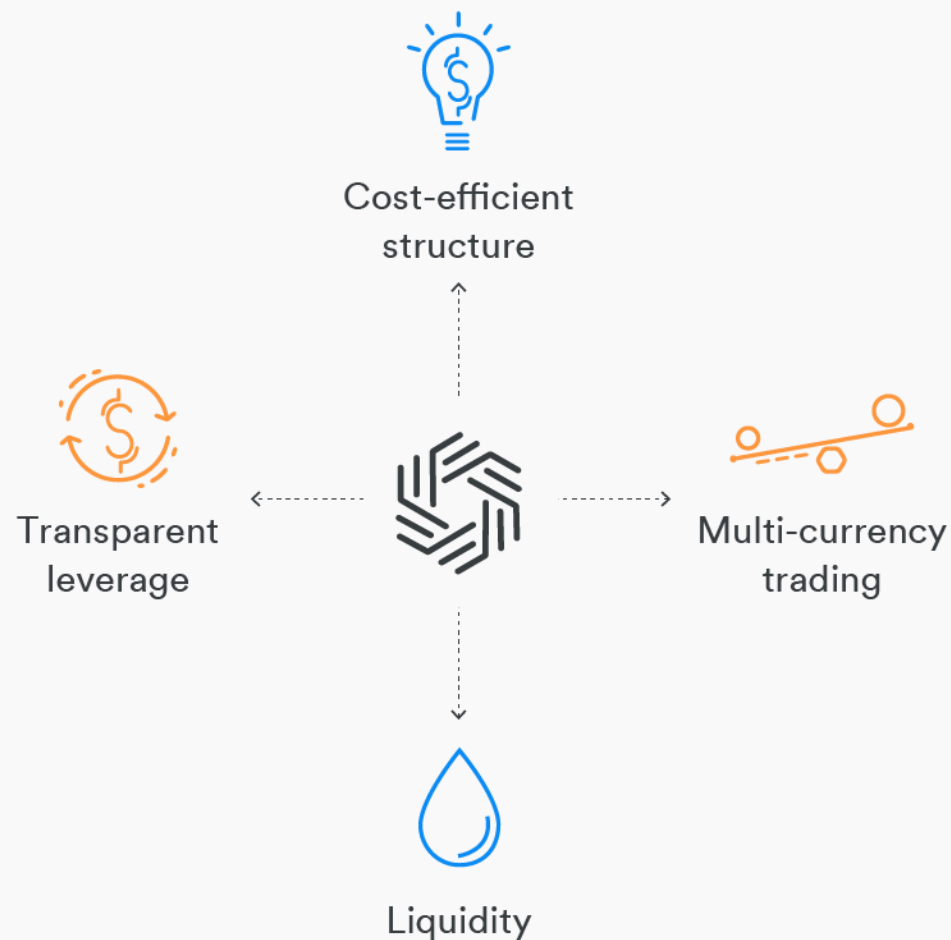 Cost-efficient
structure
Transparent
leverage
Multi-currency
trading
Liquidity